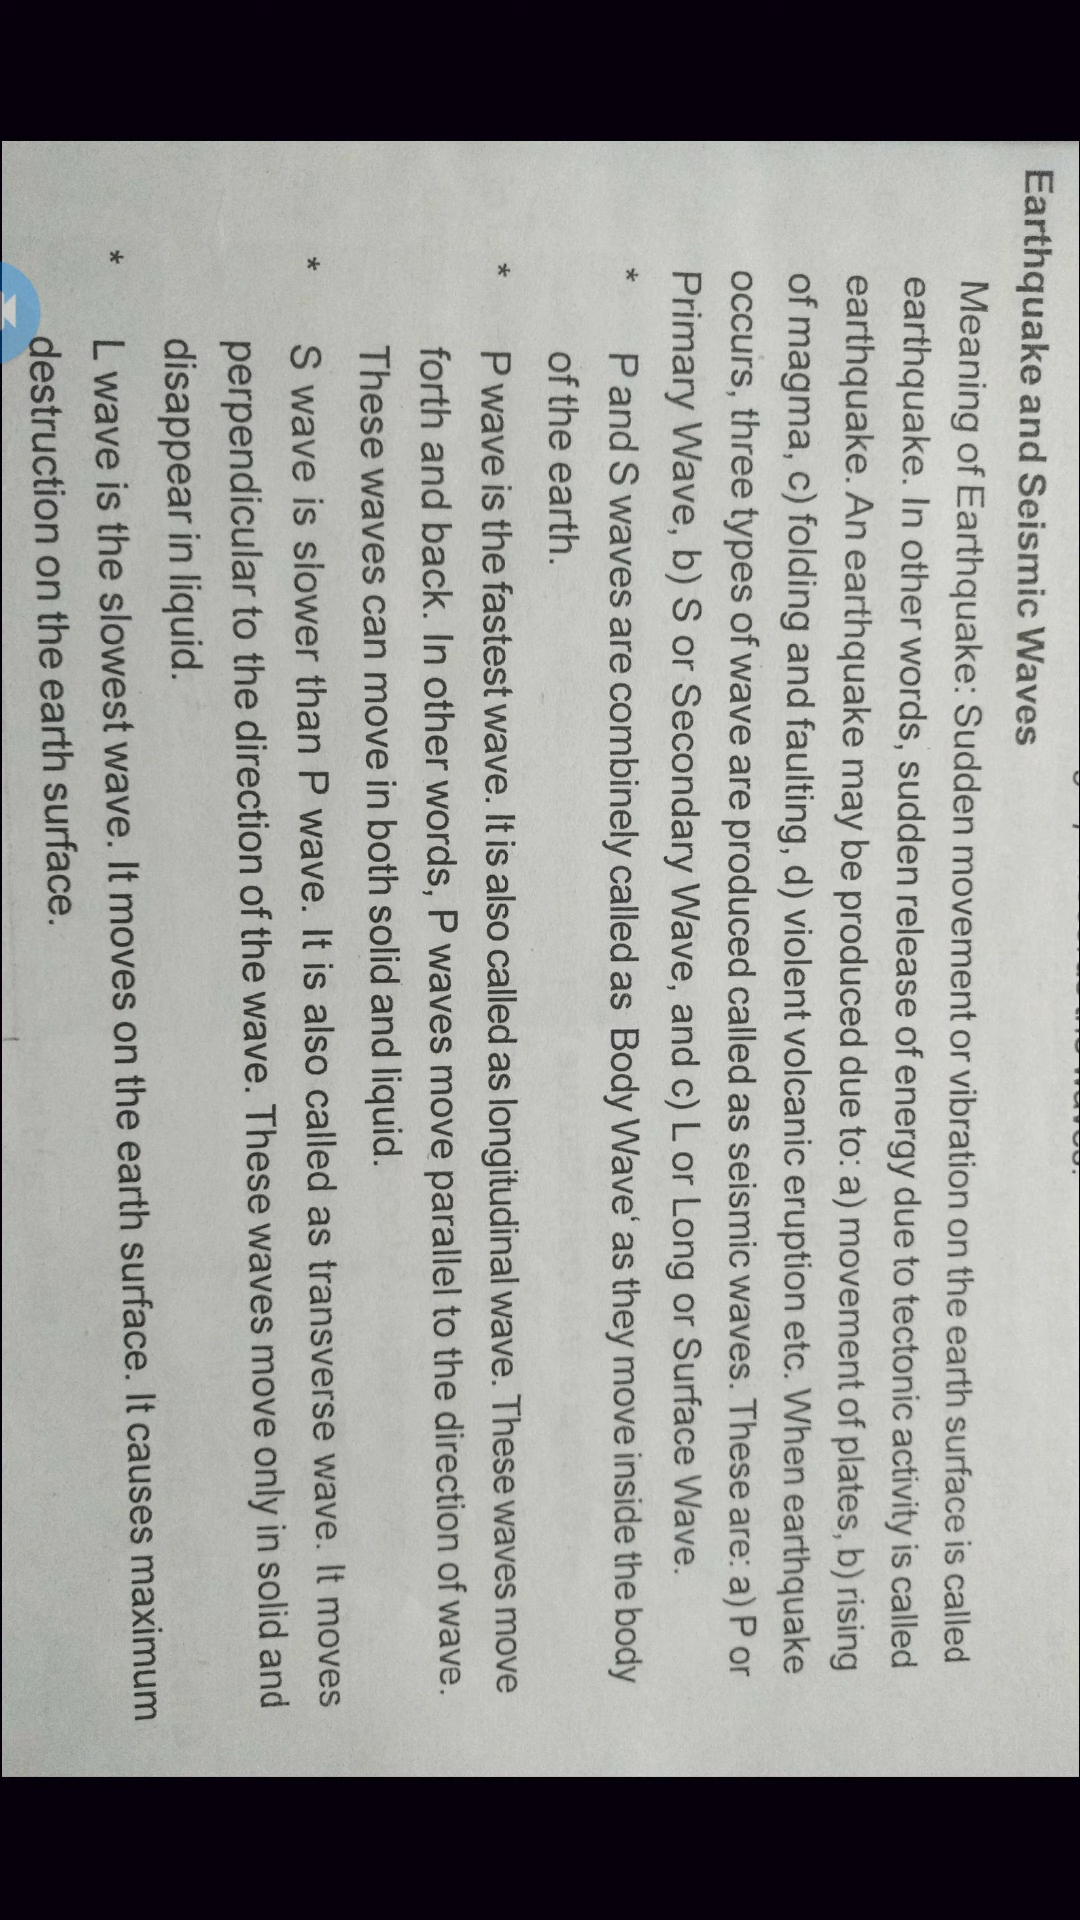 Earthquake and Seismic Waves
Meaning of Earthquake: Sudden movement or vibration on the earth surface is called
earthquake. In other words, sudden release of energy due to tectonic activity is called
earthquake. An earthquake may be produced due to: a) movement of plates, b) rising
of magma, c) folding and faulting, d) violent volcanic eruption etc. When earthquake
occurs, three types of wave are produced called as seismic waves. These are: a) P or
Primary Wave, b) S or Secondary Wave, and c) L or Long or Surface Wave.
* P and S waves are combinely called as Body Wave' as they move inside the body
of the earth.
* P wave is the fastest wave. It is also called as longitudinal wave. These waves move
forth and back. In other words, P waves move parallel to the direction of wave.
These waves can move in both solid and liquid.
* S wave is slower than P wave. It is also called as transverse wave. It moves
perpendicular to the direction of the wave. These waves move only in solid and
disappear in liquid.
* L wave is the slowest wave. It moves on the earth surface. It causes maximum
destruction on the earth surface.